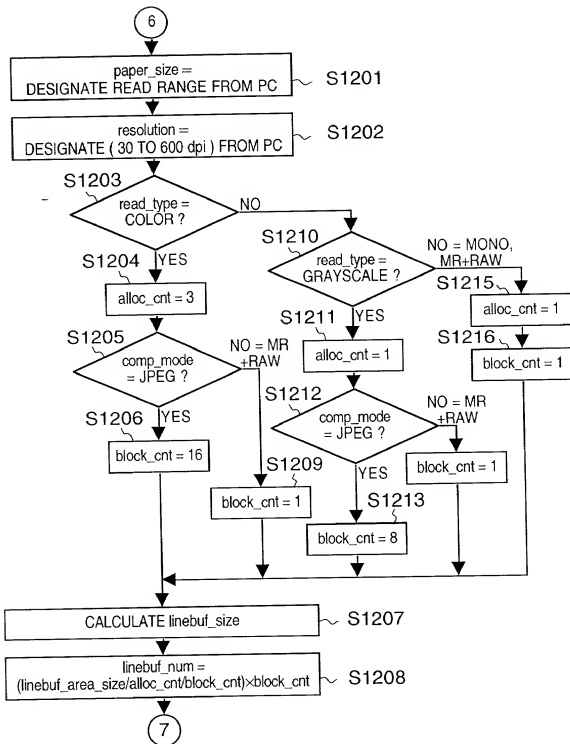 6
paper_size =
DESIGNATE READ RANGE FROM PC
S1201
resolution =
DESIGNATE ( 30 TO 600 dpi ) FROM PC
S1202
S1203
read_type =
COLOR ?
NO
YES
S1204
alloc_cnt = 3
S1205
comp_mode
= JPEG ?
NO = MR
+RAW
YES
S1206
block_cnt = 16
S1209
block_cnt = 1
S1210
read_type =
GRAYSCALE ?
NO = MONO,
MR+RAW
YES
S1211
alloc_cnt = 1
S1212
comp_mode
= JPEG ?
NO = MR
+RAW
YES
S1213
block_cnt = 8
block_cnt = 1
S1215
alloc_cnt = 1
S1216
block_cnt = 1
CALCULATE linebuf_size
S1207
linebuf_num =
(linebuf_area_size/alloc_cnt/block_cnt)×block_cnt
S1208
7